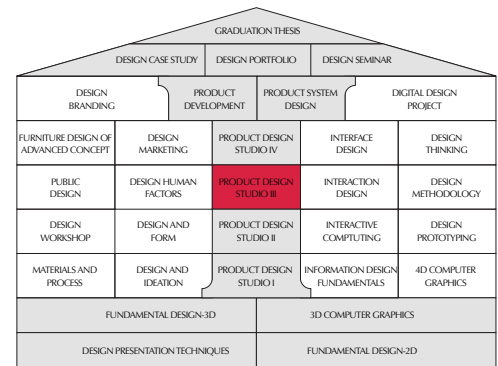 GRADUATION THESIS
DESIGN CASE STUDY DESIGN PORTFOLIO DESIGN SEMINAR
DESIGN
BRANDING
PRODUCT
DEVELOPMENT
PRODUCT SYSTEM
DESIGN
DIGITAL DESIGN
PROJECT
FURNITURE DESIGN OF
ADVANCED CONCEPT
DESIGN
MARKETING
PRODUCT DESIGN
STUDIO IV
INTERFACE
DESIGN
DESIGN
THINKING
PUBLIC
DESIGN
DESIGN HUMAN
FACTORS
PRODUCT DESIGN
STUDIO III
INTERACTION
DESIGN
DESIGN
METHODOLOGY
DESIGN
WORKSHOP
DESIGN AND
FORM
PRODUCT DESIGN
STUDIO II
INTERACTIVE
COMPTUTING
DESIGN
PROTOTYPING
MATERIALS AND
PROCESS
DESIGN AND
IDEATION
PRODUCT DESIGN
STUDIO I
INFORMATION DESIGN
FUNDAMENTALS
4D COMPUTER
GRAPHICS
FUNDAMENTAL DESIGN-3D
3D COMPUTER GRAPHICS
DESIGN PRESENTATION TECHNIQUES
FUNDAMENTAL DESIGN-2D